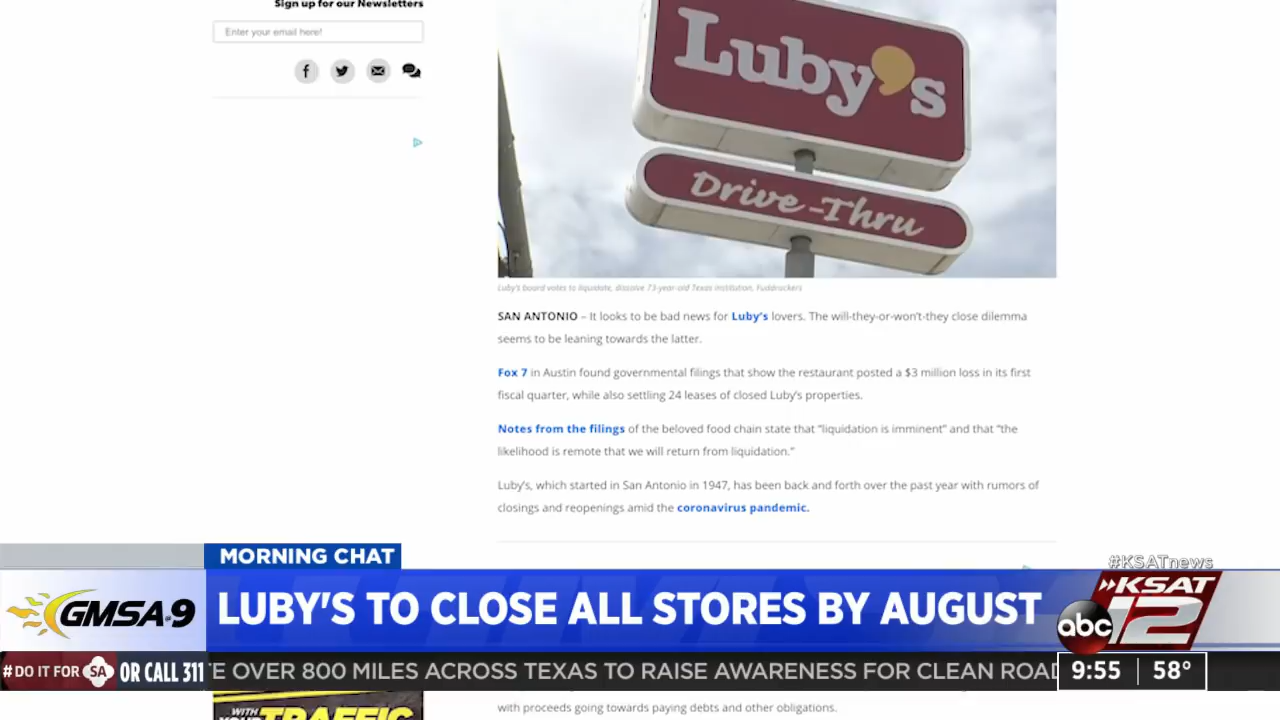 Sign up for our Newsletters
Enter your email here!
Luby's
Drive-Thru
Luby's board votes to liquidate, dissolve 73-year-old Texas institution, Fuddruckers
SAN ANTONIO – It looks to be bad news for Luby's lovers. The will-they-or-won't-they close dilemma
seems to be leaning towards the latter.
Fox 7 in Austin found governmental filings that show the restaurant posted a $3 million loss in its first
fiscal quarter, while also settling 24 leases of closed Luby's properties.
Notes from the filings of the beloved food chain state that "liquidation is imminent" and that "the
likelihood is remote that we will return from liquidation."
Luby's, which started in San Antonio in 1947, has been back and forth over the past year with rumors of
closings and reopenings amid the coronavirus pandemic.
MORNING CHAT
#KSATnews
GMSA@9
LUBY'S TO CLOSE ALL STORES BY AUGUST
abc
KSAT
12
#DO IT FOR SA OR CALL 311
TE OVER 800 MILES ACROSS TEXAS TO RAISE AWARENESS FOR CLEAN ROAD
9:55 58°
WITH
YOUR TRAFFIC
with proceeds going towards paying debts and other obligations.